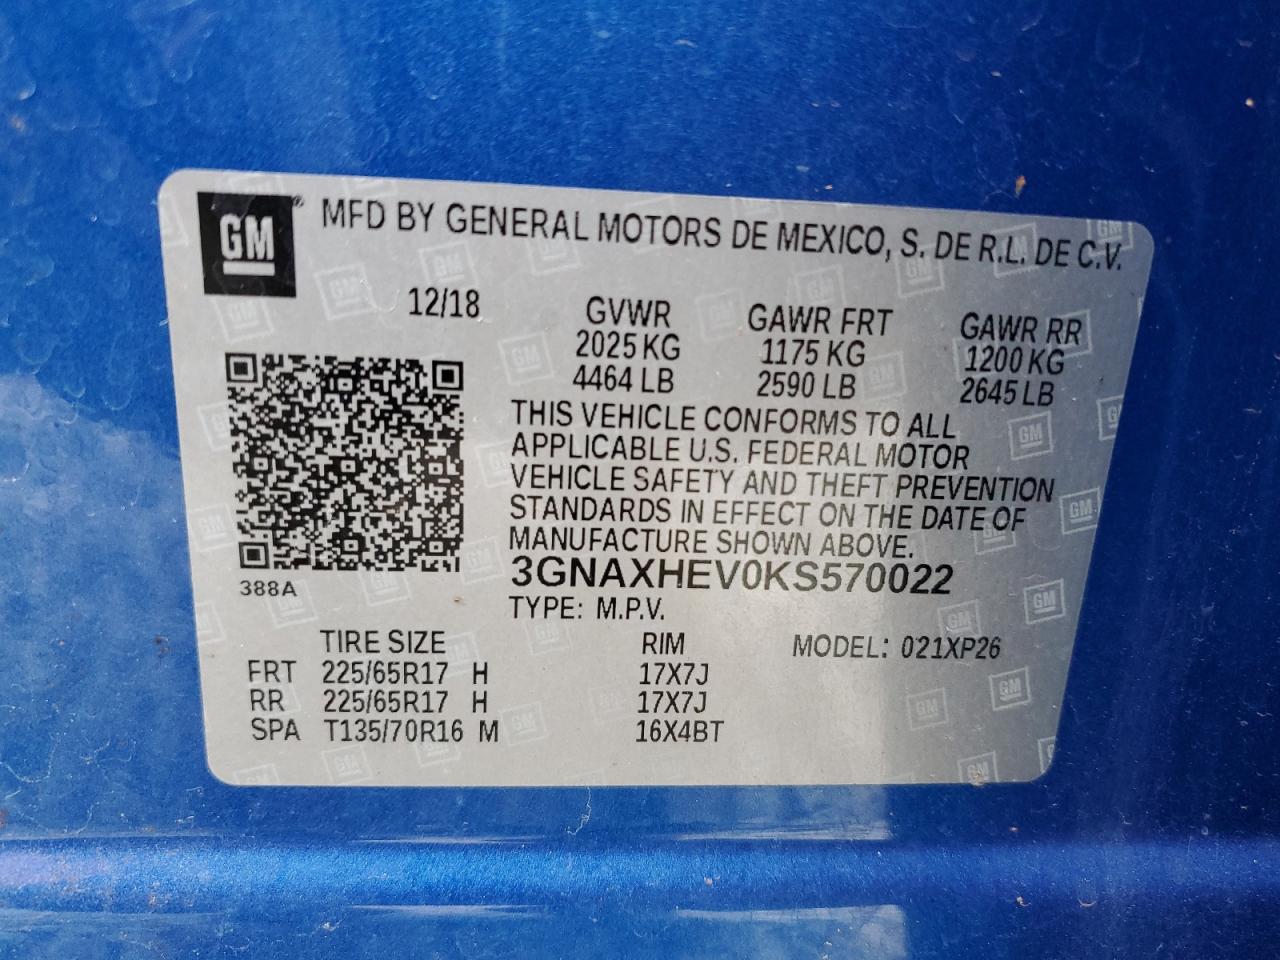 GM® MFD BY GENERAL MOTORS DE MEXICO, S. DE R.L. DE C.V.
12/18 GVWR GAWR FRT GAWR RR
2025 KG 1175 KG 1200 KG
4464 LB 2590 LB 2645 LB
THIS VEHICLE CONFORMS TO ALL
APPLICABLE U.S. FEDERAL MOTOR
VEHICLE SAFETY AND THEFT PREVENTION
STANDARDS IN EFFECT ON THE DATE OF
MANUFACTURE SHOWN ABOVE.
388A 3GNAXHEV0KS570022
TYPE: M.P.V.
TIRE SIZE RIM MODEL: 021XP26
FRT 225/65R17 H 17X7J
RR 225/65R17 H 17X7J
SPA T135/70R16 M 16X4BT